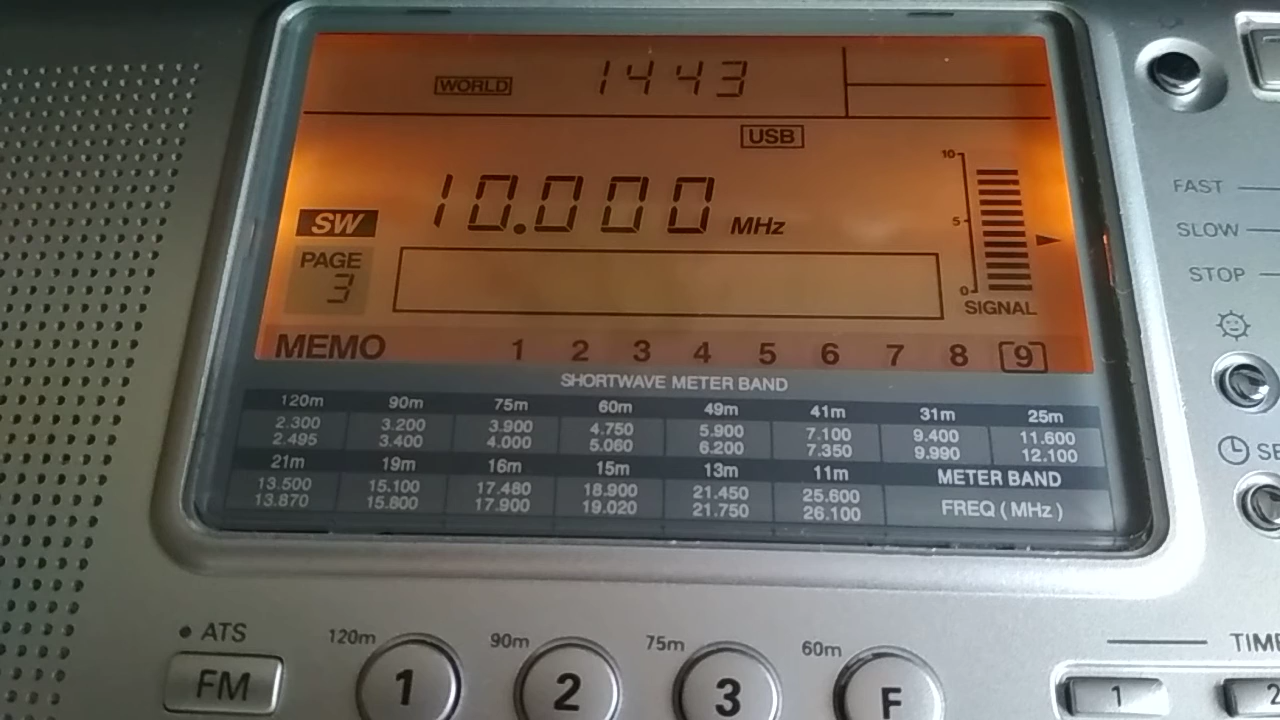 WORLD 1443
USB
10.000 MHz
SW
PAGE
3
10
5
0
SIGNAL
MEMO 1 2 3 4 5 6 7 8 9
SHORTWAVE METER BAND
120m 90m 75m 60m 49m 41m 31m 25m
2.300 3.200 3.900 4.750 5.900 7.100 9.400 11.600
2.495 3.400 4.000 5.060 6.200 7.350 9.990 12.100
21m 19m 16m 15m 13m 11m METER BAND
13.500 15.100 17.480 18.900 21.450 25.600 FREQ (MHz)
13.870 15.800 17.900 19.020 21.750 26.100
FAST
SLOW
STOP
ATS
FM
120m 90m 75m 60m
1 2 3 F
1 2